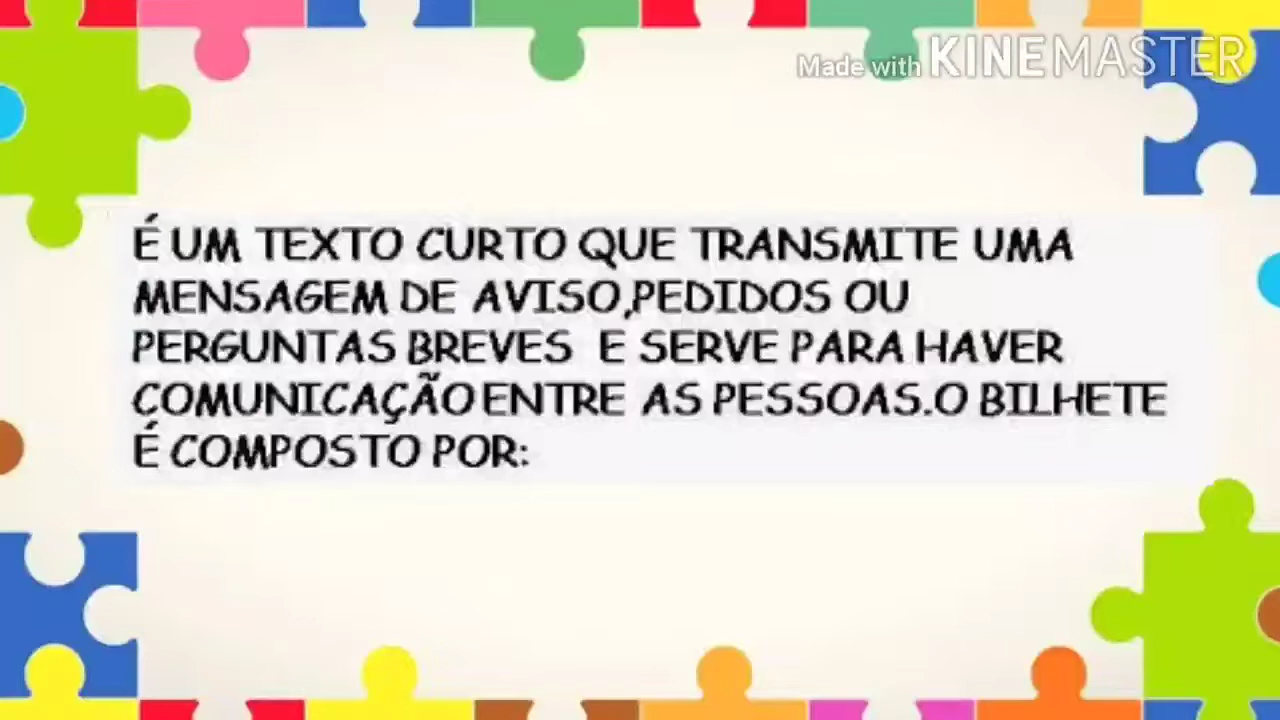 Made with KINEMASTER
É UM TEXTO CURTO QUE TRANSMITE UMA
MENSAGEM DE AVISO,PEDIDOS OU
PERGUNTAS BREVES E SERVE PARA HAVER
COMUNICAÇÃO ENTRE AS PESSOAS.O BILHETE
É COMPOSTO POR: